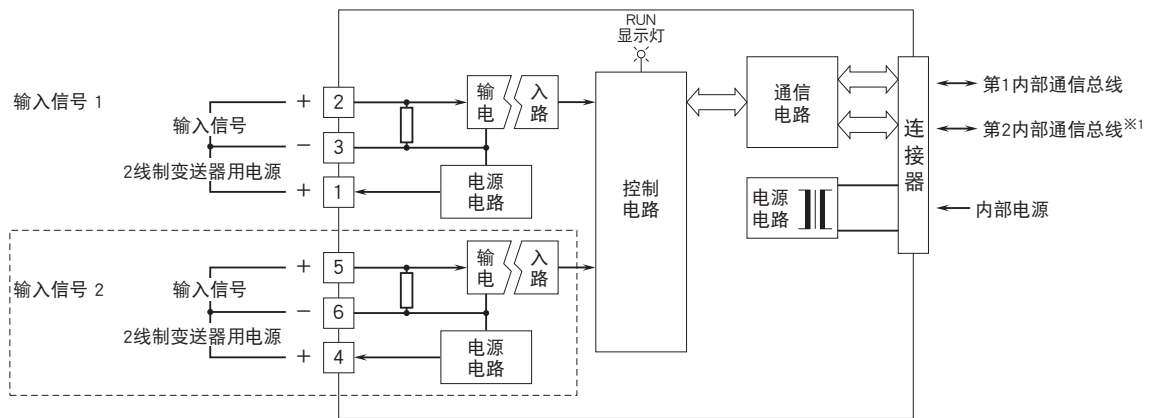 RUN
显示灯
输入信号 1
+ 2
输入信号
- 3
2线制变送器用电源
+ 1
输 入
电 路
电源
电路
控制
电路
通信
电路
电源
电路
连接器
第1内部通信总线
第2内部通信总线※1
内部电源
输入信号 2
+ 5
输入信号
- 6
2线制变送器用电源
+ 4
输 入
电 路
电源
电路